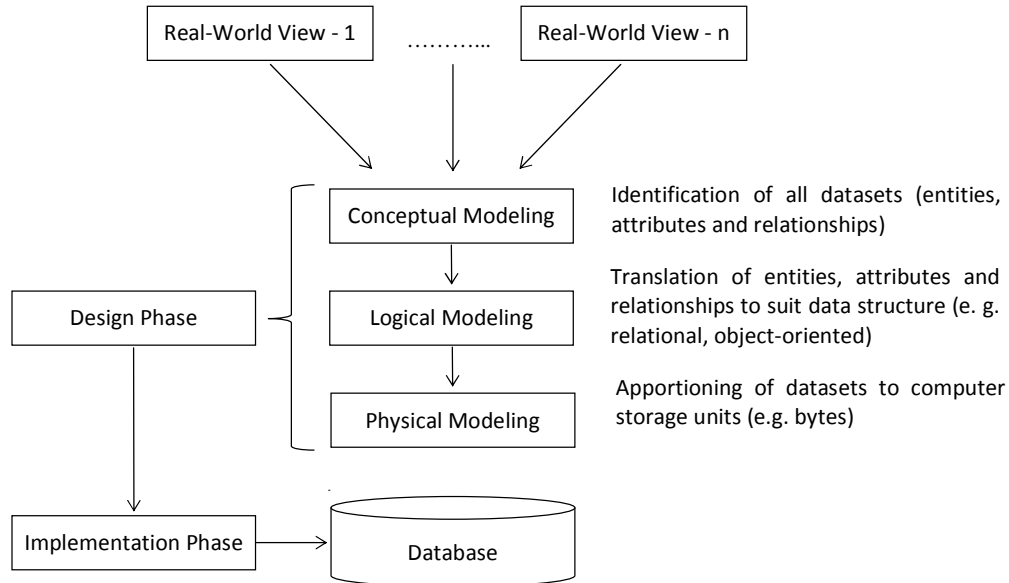 Real-World View - 1
………...
Real-World View - n
Conceptual Modeling
Identification of all datasets (entities,
attributes and relationships)
Design Phase
Logical Modeling
Translation of entities, attributes and
relationships to suit data structure (e. g.
relational, object-oriented)
Physical Modeling
Apportioning of datasets to computer
storage units (e.g. bytes)
Implementation Phase
Database